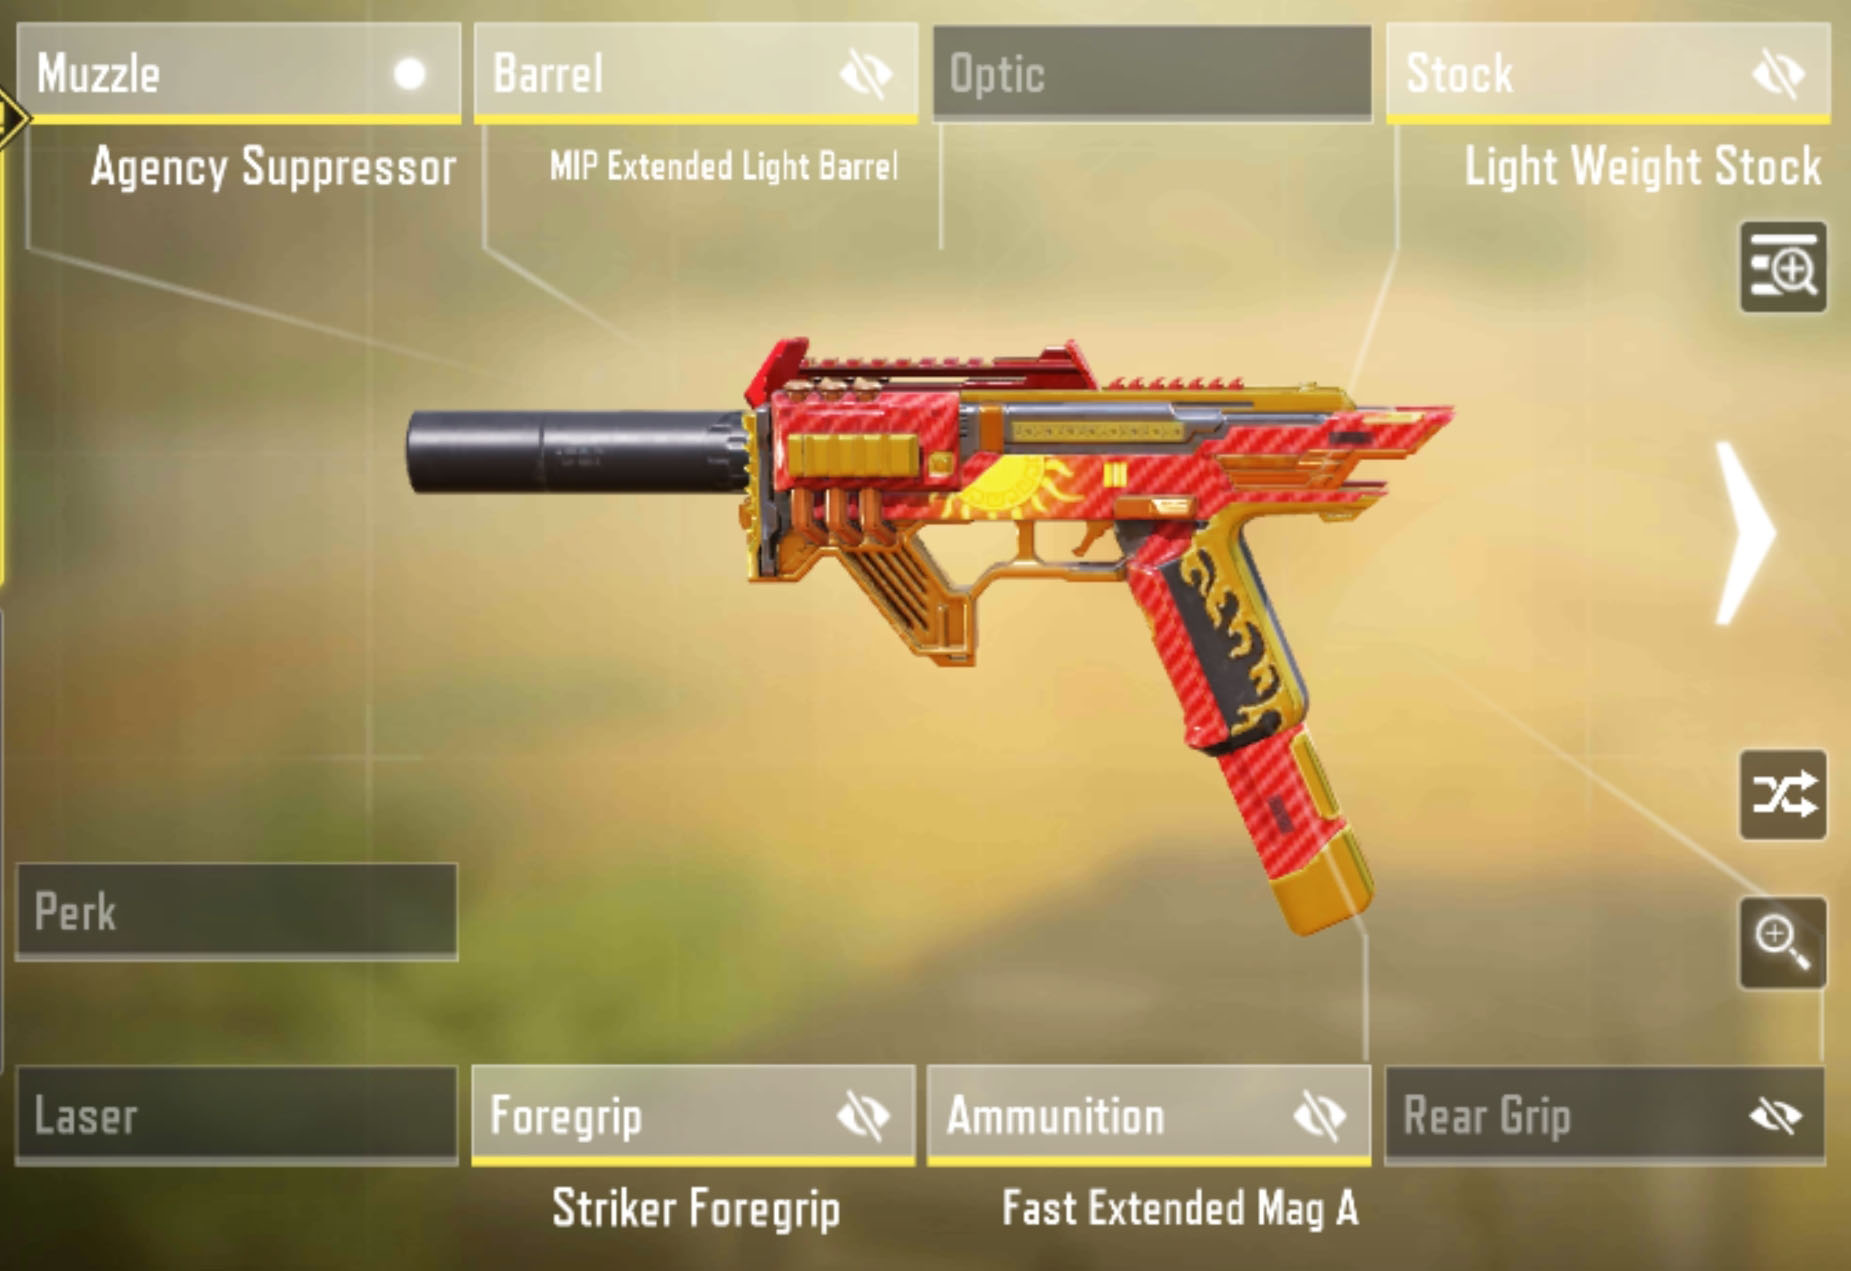 Muzzle
Barrel
Optic
Stock
Agency Suppressor
MIP Extended Light Barrel
Light Weight Stock
Perk
Laser
Foregrip
Ammunition
Rear Grip
Striker Foregrip
Fast Extended Mag A